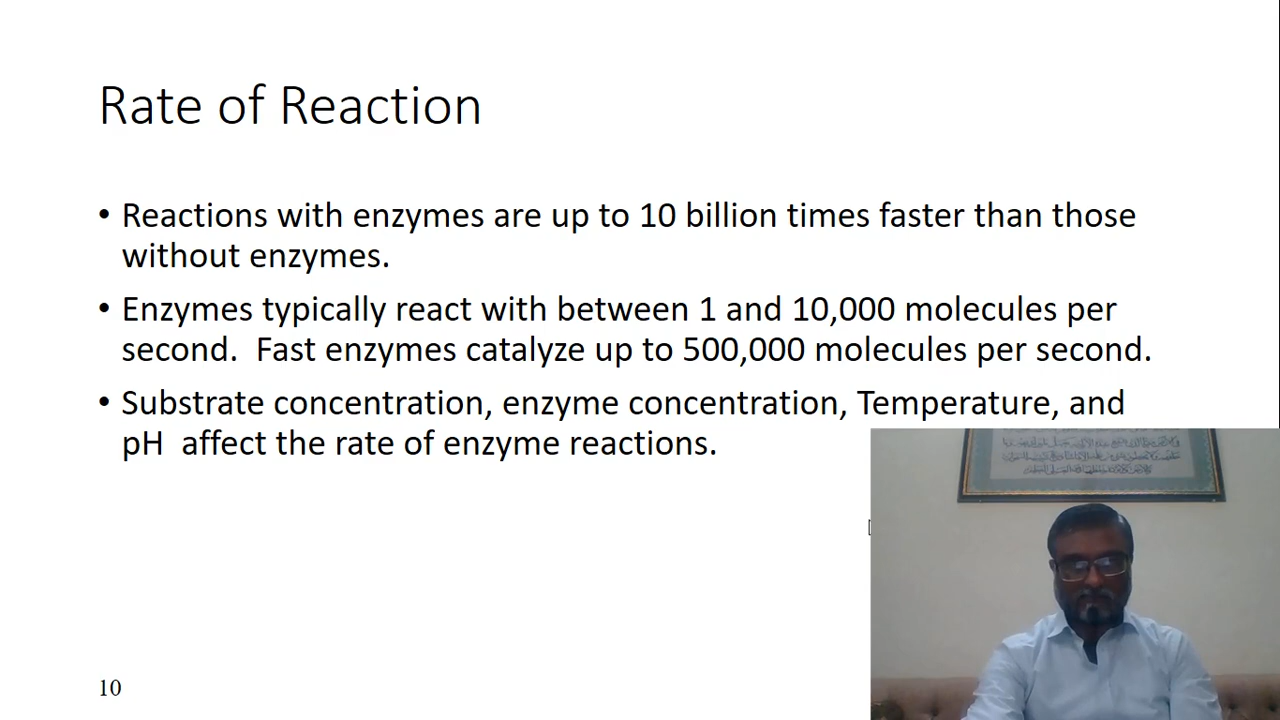 Rate of Reaction
• Reactions with enzymes are up to 10 billion times faster than those
without enzymes.
• Enzymes typically react with between 1 and 10,000 molecules per
second.  Fast enzymes catalyze up to 500,000 molecules per second.
• Substrate concentration, enzyme concentration, Temperature, and
pH  affect the rate of enzyme reactions.
10